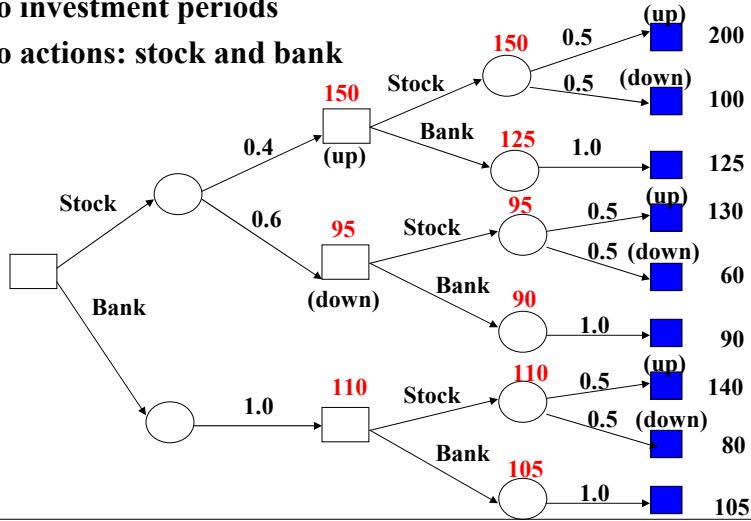 o investment periods
o actions: stock and bank
(up)
0.5
150
200
Stock
0.5
(down)
100
150
0.4
(up)
Bank
125
1.0
125
Stock
0.6
95
(down)
Stock
95
0.5
(up)
130
0.5
(down)
60
Bank
90
1.0
90
Bank
1.0
110
Stock
110
0.5
(up)
140
0.5
(down)
80
Bank
105
1.0
105